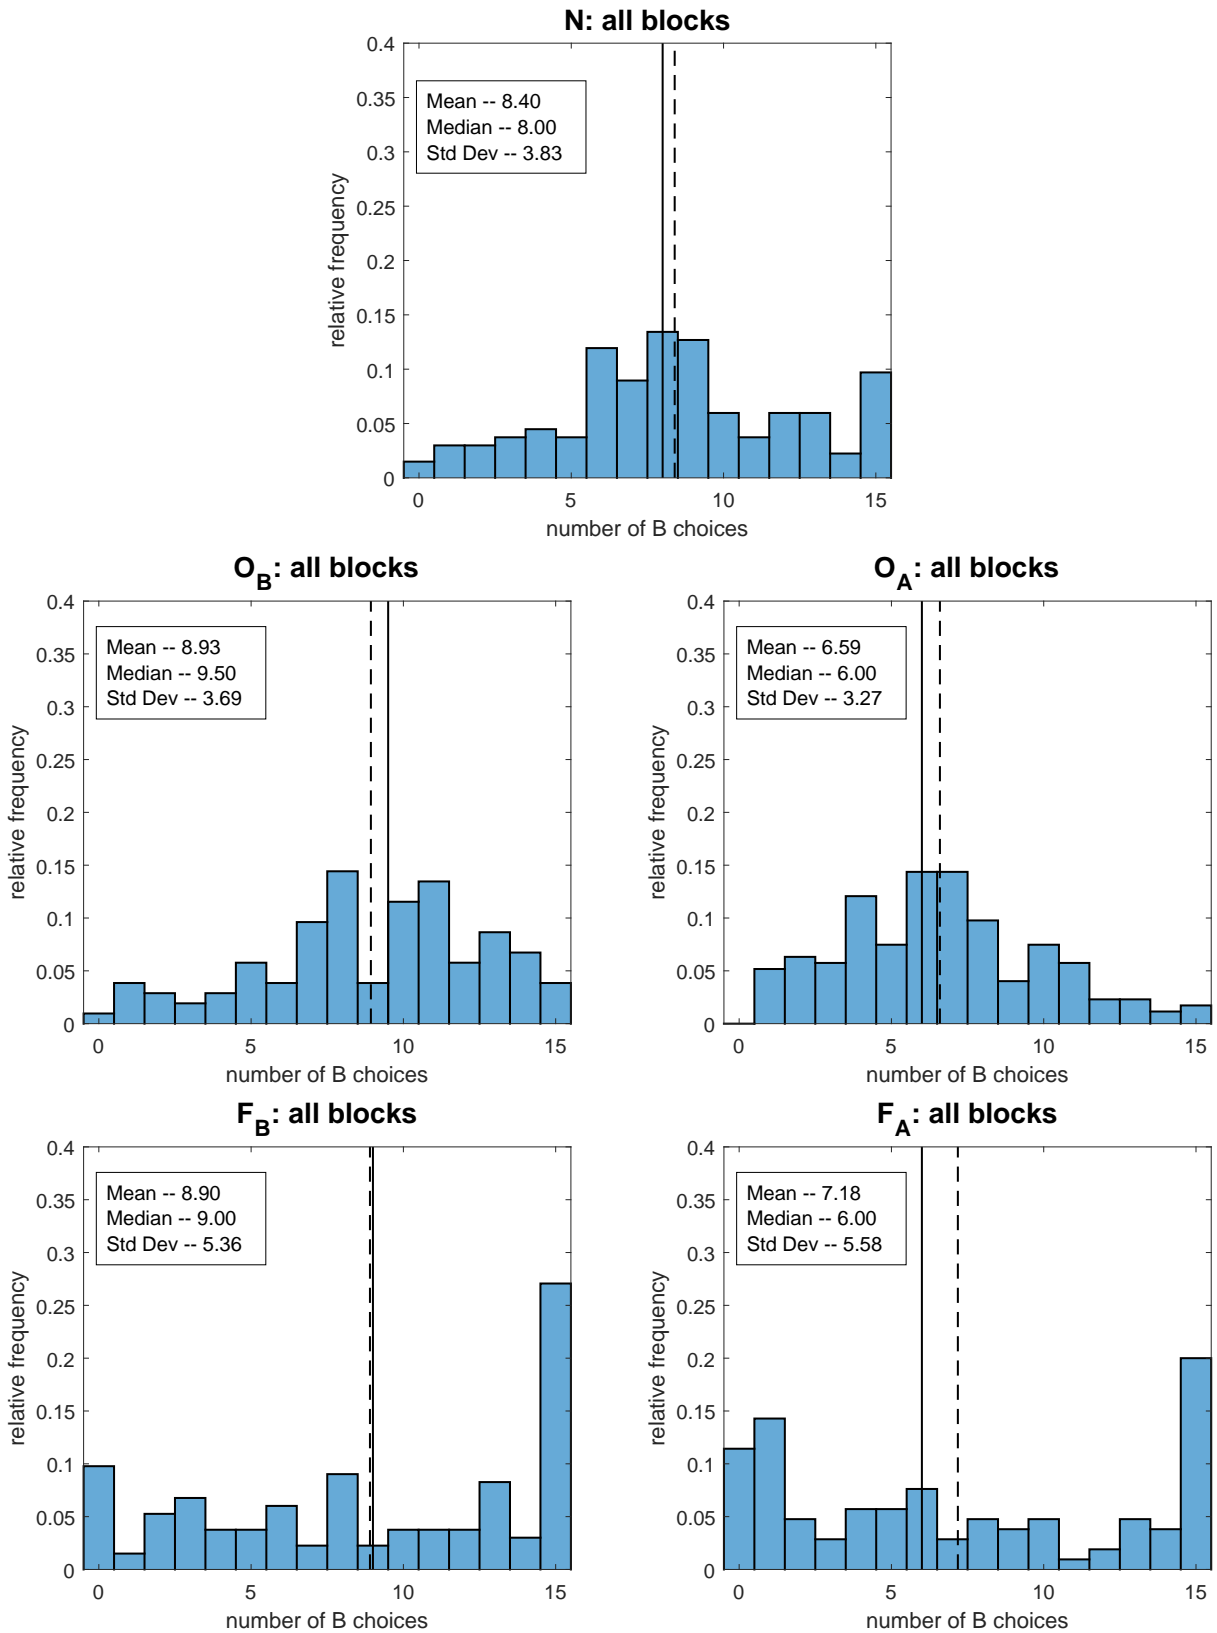 N: all blocks
0.4
0.35
0.3
0.25
0.2
0.15
0.1
0.05
0
relative frequency
Mean -- 8.40
Median -- 8.00
Std Dev -- 3.83
0 5 10 15
number of B choices
O_B: all blocks
0.4
0.35
0.3
0.25
0.2
0.15
0.1
0.05
0
relative frequency
Mean -- 8.93
Median -- 9.50
Std Dev -- 3.69
0 5 10 15
number of B choices
O_A: all blocks
0.4
0.35
0.3
0.25
0.2
0.15
0.1
0.05
0
relative frequency
Mean -- 6.59
Median -- 6.00
Std Dev -- 3.27
0 5 10 15
number of B choices
F_B: all blocks
0.4
0.35
0.3
0.25
0.2
0.15
0.1
0.05
0
relative frequency
Mean -- 8.90
Median -- 9.00
Std Dev -- 5.36
0 5 10 15
number of B choices
F_A: all blocks
0.4
0.35
0.3
0.25
0.2
0.15
0.1
0.05
0
relative frequency
Mean -- 7.18
Median -- 6.00
Std Dev -- 5.58
0 5 10 15
number of B choices